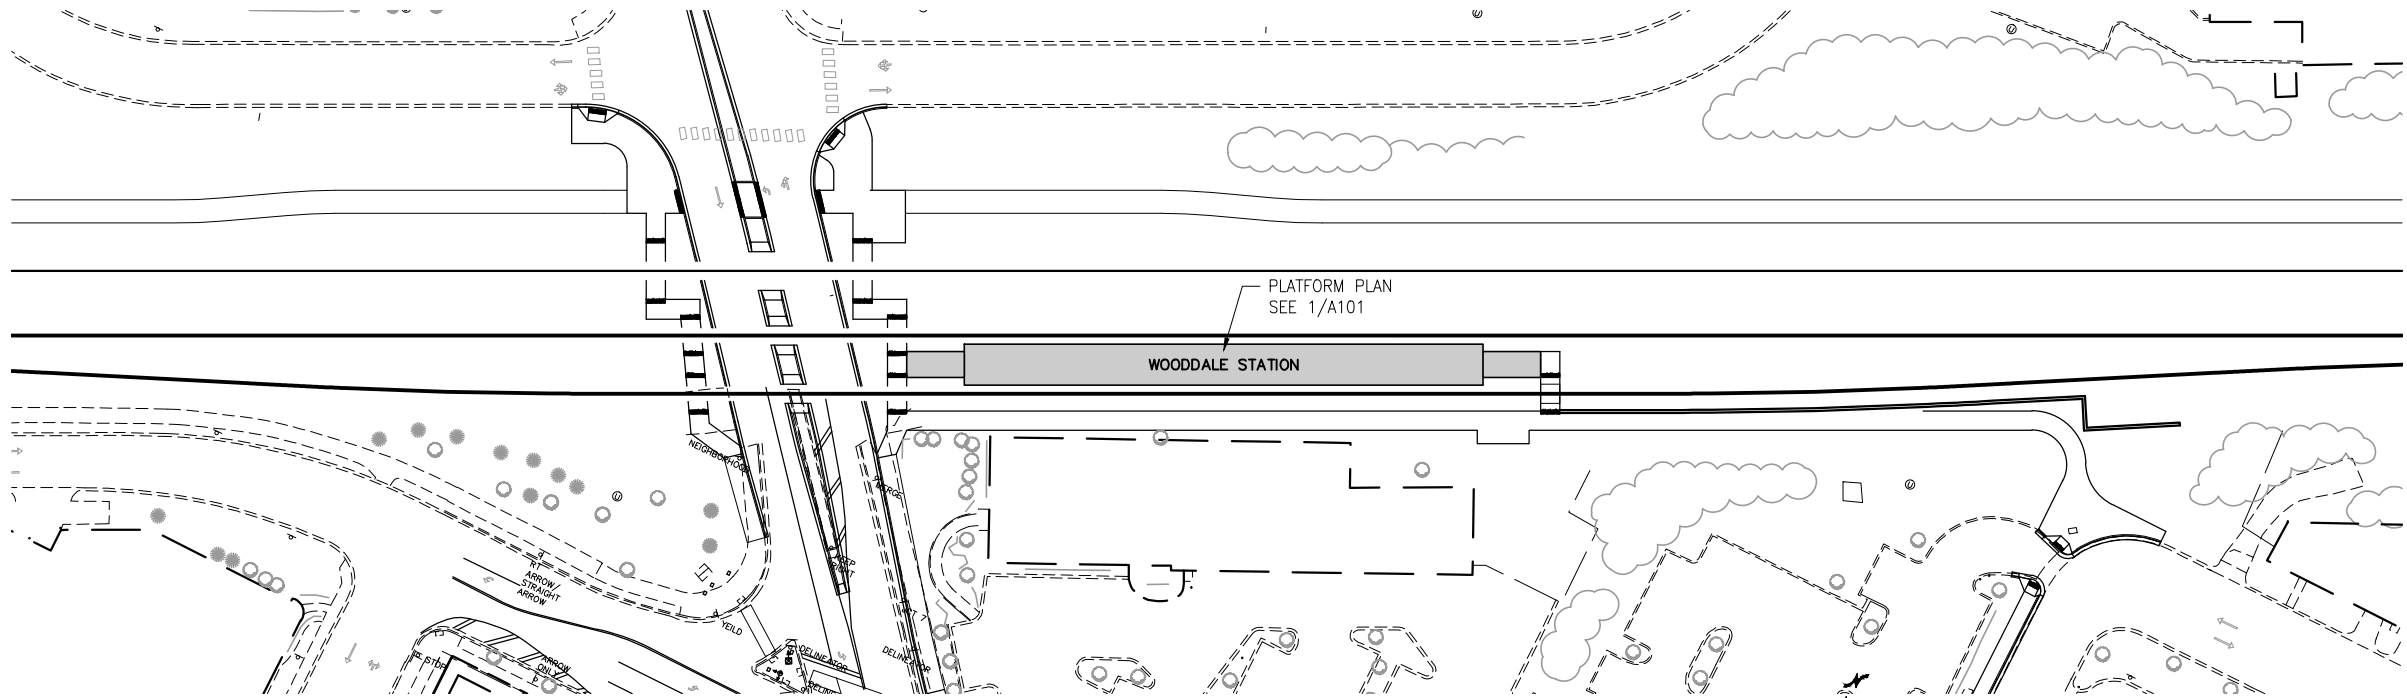 PLATFORM PLAN
SEE 1/A101
WOODDALE STATION
NEIGHBORHOOD
MERGE
KEEP
RIGHT
RT
ARROW/
STRAIGHT
ARROW
YEILD
DELINEATOR
DELINEATOR
STOP
ARROW
ONLY